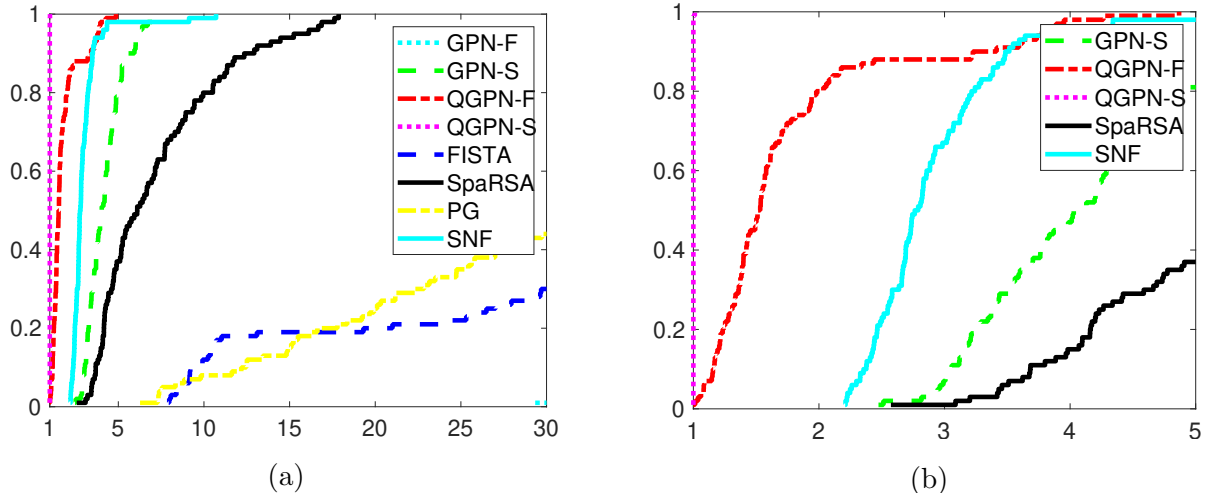 1
0.8
0.6
0.4
0.2
0
1
5
10
15
20
25
30
GPN-F
GPN-S
QGPN-F
QGPN-S
FISTA
SpaRSA
PG
SNF
(a)
1
0.8
0.6
0.4
0.2
0
1
2
3
4
5
GPN-S
QGPN-F
QGPN-S
SpaRSA
SNF
(b)